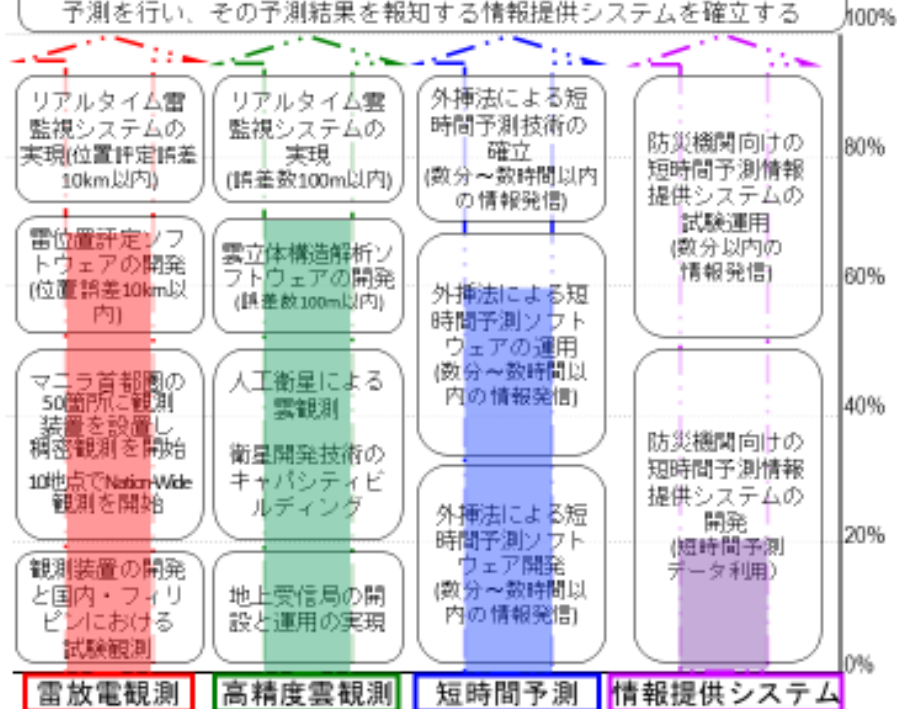 予測を行い、その予測結果を報知する情報提供システムを確立する
100%
80%
60%
40%
20%
0%
リアルタイム雷
監視システムの
実現(位置評定誤差
10km以内)
雷位置評定ソフ
トウェアの開発
(位置誤差10km以
内)
マニラ首都圏の
50箇所に観測
装置を設置し
稠密観測を開始
10地点でNation-Wide
観測を開始
観測装置の開発
と国内・フィリ
ピンにおける
試験観測
雷放電観測
リアルタイム雲
監視システムの
実現
(誤差数100m以内)
雲立体構造解析ソ
フトウェアの開発
(誤差数100m以内)
人工衛星による
雲観測
衛星開発技術の
キャパシティビ
ルディング
地上受信局の開
設と運用の実現
高精度雲観測
外挿法による短
時間予測技術の
確立
(数分～数時間以内
の情報発信)
外挿法による短
時間予測ソフト
ウェアの運用
(数分～数時間以
内の情報発信)
外挿法による短
時間予測ソフト
ウェア開発
(数分～数時間以
内の情報発信)
短時間予測
防災機関向けの
短時間予測情報
提供システムの
試験運用
(数分以内の
情報発信)
防災機関向けの
短時間予測情報
提供システムの
開発
(短時間予測
データ利用)
情報提供システム